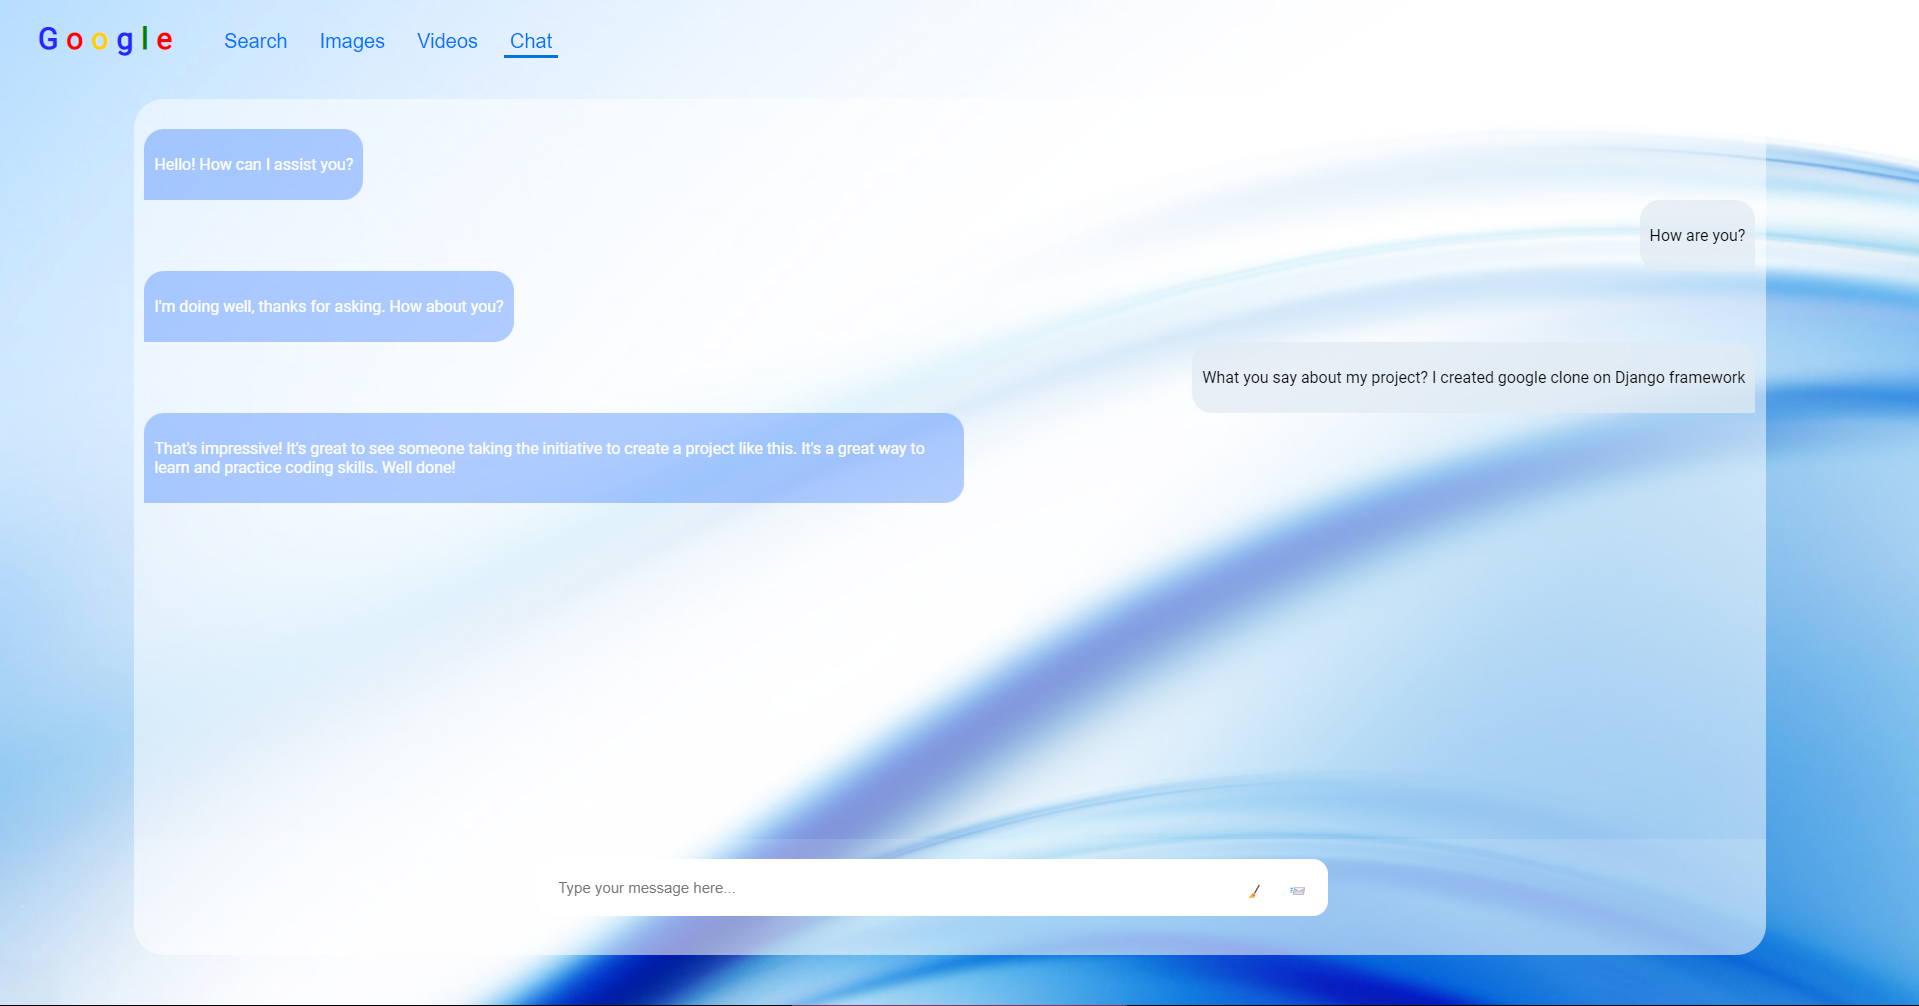 Google Search Images Videos Chat
Hello! How can I assist you?
How are you?
I'm doing well, thanks for asking. How about you?
What you say about my project? I created google clone on Django framework
That's impressive! It's great to see someone taking the initiative to create a project like this. It's a great way to
learn and practice coding skills. Well done!
Type your message here...